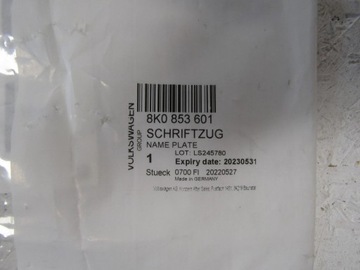 VOLKSWAGEN
GROUP
8K0 853 601
SCHRIFTZUG
NAME PLATE
LOT: LS245780
1 Expiry date: 20230531
Stueck 0700 FI 20220527
Made in GERMANY